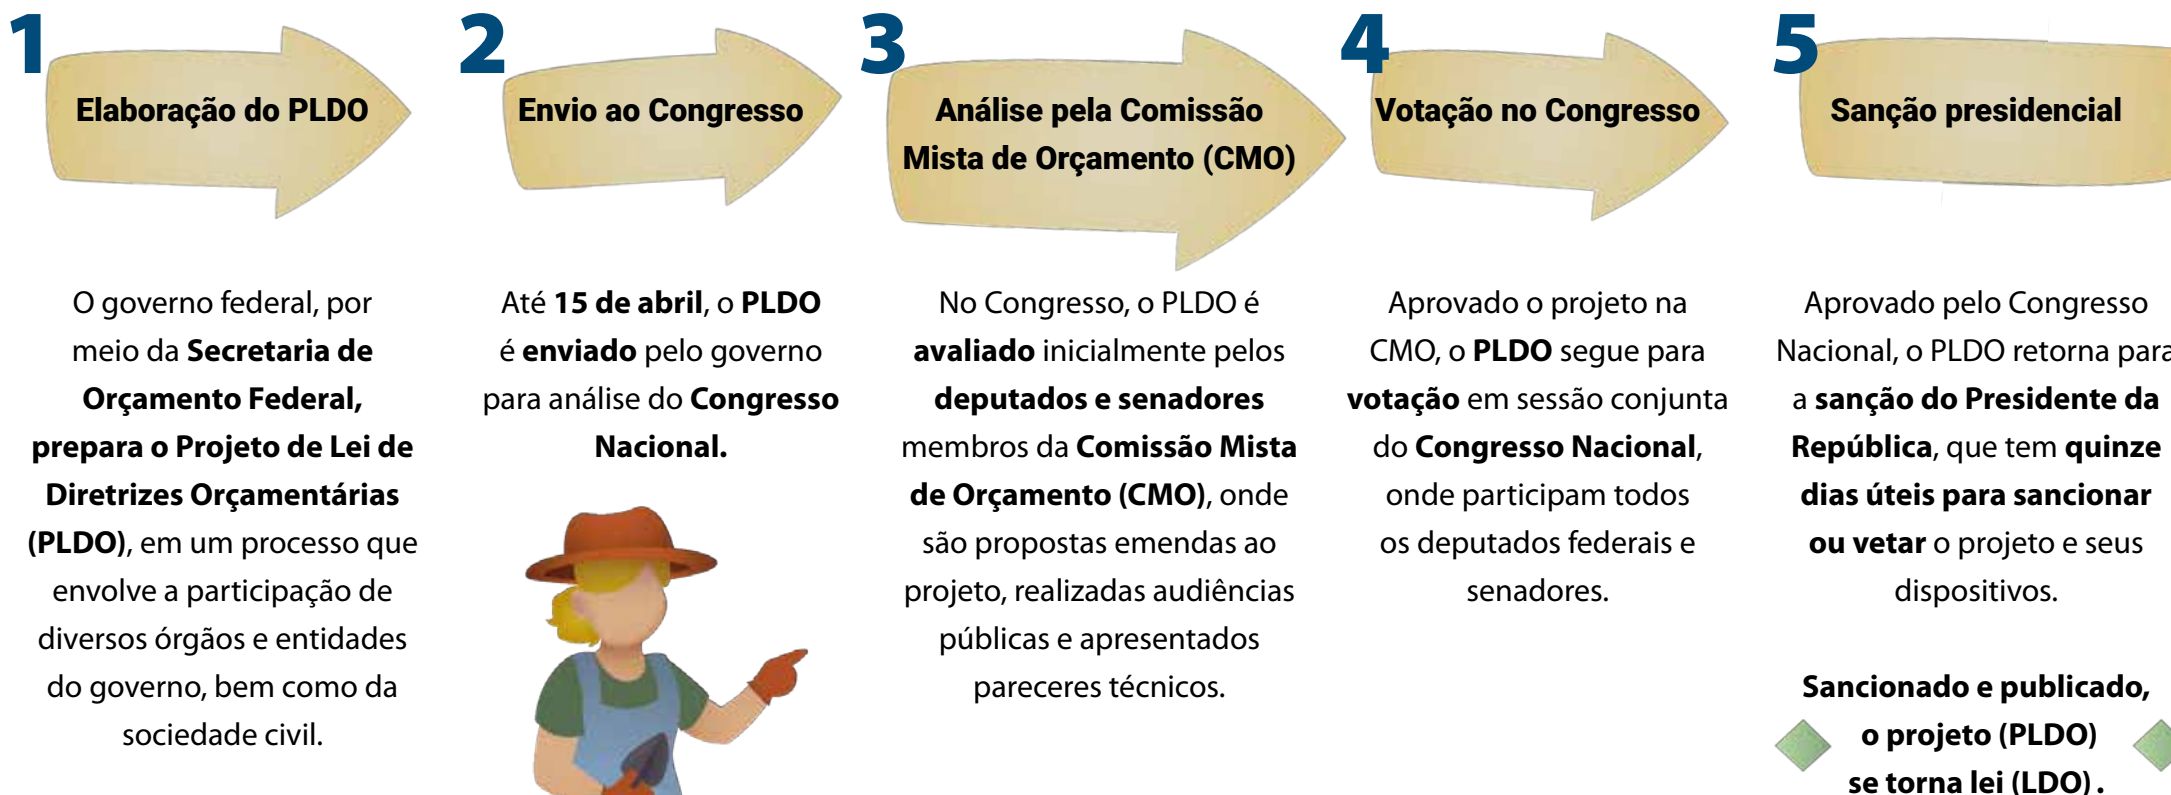 1
Elaboração do PLDO
O governo federal, por
meio da Secretaria de
Orçamento Federal,
prepara o Projeto de Lei de
Diretrizes Orçamentárias
(PLDO), em um processo que
envolve a participação de
diversos órgãos e entidades
do governo, bem como da
sociedade civil.
2
Envio ao Congresso
Até 15 de abril, o PLDO
é enviado pelo governo
para análise do Congresso
Nacional.
3
Análise pela Comissão
Mista de Orçamento (CMO)
No Congresso, o PLDO é
avaliado inicialmente pelos
deputados e senadores
membros da Comissão Mista
de Orçamento (CMO), onde
são propostas emendas ao
projeto, realizadas audiências
públicas e apresentados
pareceres técnicos.
4
Votação no Congresso
Aprovado o projeto na
CMO, o PLDO segue para
votação em sessão conjunta
do Congresso Nacional,
onde participam todos
os deputados federais e
senadores.
5
Sanção presidencial
Aprovado pelo Congresso
Nacional, o PLDO retorna para
a sanção do Presidente da
República, que tem quinze
dias úteis para sancionar
ou vetar o projeto e seus
dispositivos.
Sancionado e publicado,
o projeto (PLDO)
se torna lei (LDO) .